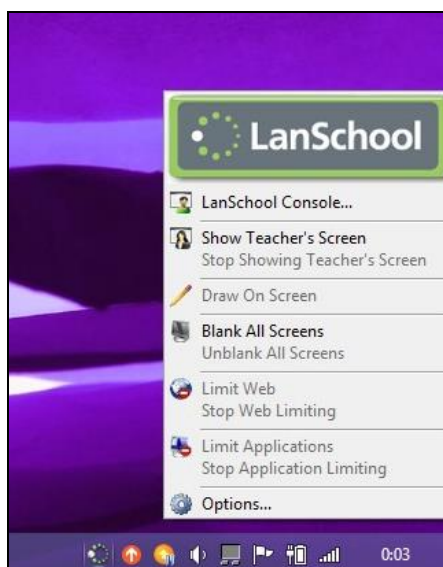 LanSchool
LanSchool Console...
Show Teacher's Screen
Stop Showing Teacher's Screen
Draw On Screen
Blank All Screens
Unblank All Screens
Limit Web
Stop Web Limiting
Limit Applications
Stop Application Limiting
Options...
0:03